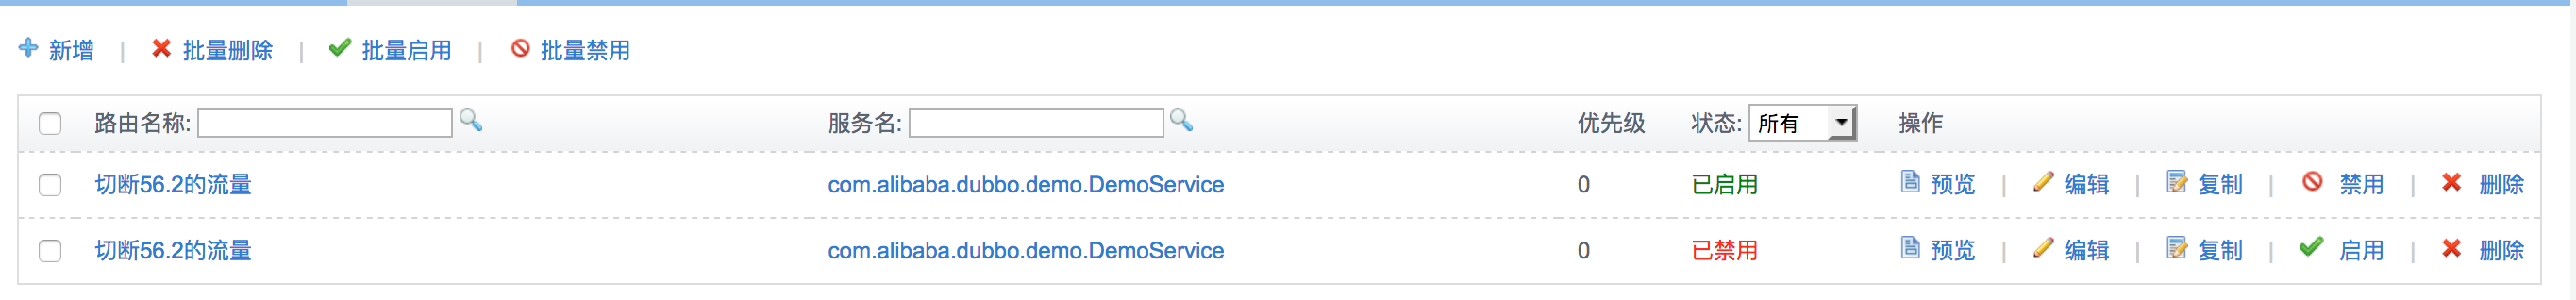 新增 | 批量删除 | 批量启用 | 批量禁用
路由名称: 服务名: 优先级 状态: 所有 操作
切断56.2的流量 com.alibaba.dubbo.demo.DemoService 0 已启用 预览 | 编辑 | 复制 | 禁用 | 删除
切断56.2的流量 com.alibaba.dubbo.demo.DemoService 0 已禁用 预览 | 编辑 | 复制 | 启用 | 删除